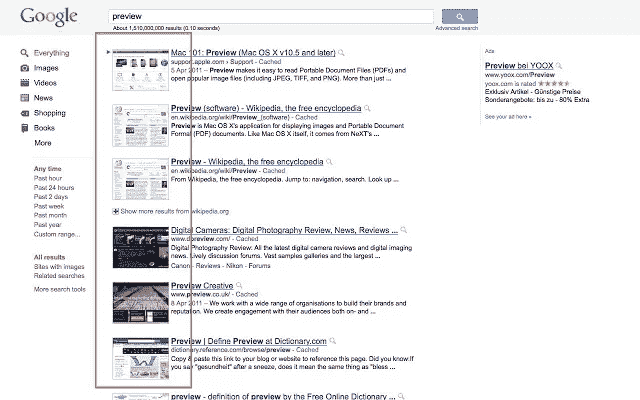 Google
preview
About 1,510,000,000 results (0.10 seconds)
Advanced search
Everything
Images
Videos
News
Shopping
Books
More
Any time
Past hour
Past 24 hours
Past 2 days
Past week
Past month
Past year
Custom range...
All results
Sites with images
Related searches
More search tools
Mac 101: Preview (Mac OS X v10.5 and later)
support.apple.com › Support - Cached
5 Apr 2011 – Preview makes it easy to read Portable Document Files (PDFs) and
open popular image files (including JPEG, TIFF, and PNG). More than just ...
Preview (software) - Wikipedia, the free encyclopedia
en.wikipedia.org/wiki/Preview_(software) - Cached
Preview is Mac OS X's application for displaying images and Portable Document
Format (PDF) documents. Like Mac OS X itself, it comes from NeXT's ...
Preview - Wikipedia, the free encyclopedia
en.wikipedia.org/wiki/Preview - Cached
From Wikipedia, the free encyclopedia. Jump to: navigation, search. Look up ...
Show more results from wikipedia.org
Digital Cameras: Digital Photography Review, News, Reviews ...
www.dpreview.com/ - Cached
Digital Photography Review: All the latest digital camera reviews and digital imaging
news. Lively discussion forums. Vast samples galleries and the largest ...
Canon - Reviews - Nikon - Forums
Preview Creative
www.preview.co.uk/ - Cached
8 Apr 2011 – We work with a wide range of organisations to build their brands and
reputation. We create engagement with their audiences both on- and ...
Preview | Define Preview at Dictionary.com
dictionary.reference.com/browse/preview - Cached
Copy & paste this link to your blog or website to reference this page. Did you know:If
you say "gesundheit" after a sneeze, does it mean the same thing as "bless ...
preview - definition of preview by the Free Online Dictionary ...
Ads
Preview bei YOOX
www.yoox.com/Preview
yoox.com is rated
Exklusiv Artikel - Günstige Preise
Sonderangebote: bis zu - 80% Extra
See your ad here »